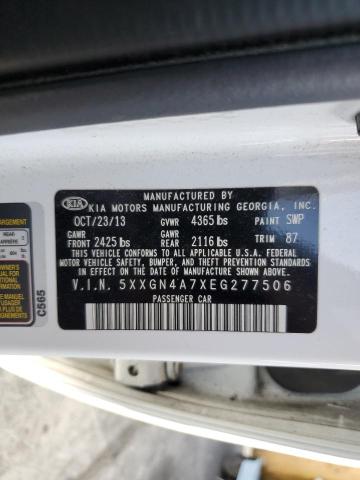 MANUFACTURED BY
KIA KIA MOTORS MANUFACTURING GEORGIA, INC.
OCT/23/13 GVWR 4365 lbs PAINT SWP
GAWR FRONT 2425 lbs GAWR REAR 2116 lbs TRIM 87
THIS VEHICLE CONFORMS TO ALL APPLICABLE FEDERAL
MOTOR VEHICLE SAFETY, BUMPER, AND THEFT PREVENTION STANDARDS
IN EFFECT ON THE DATE OF MANUFACTURE SHOWN ABOVE.
V.I.N. 5XXGN4A7XEG277506
PASSENGER CAR
C565